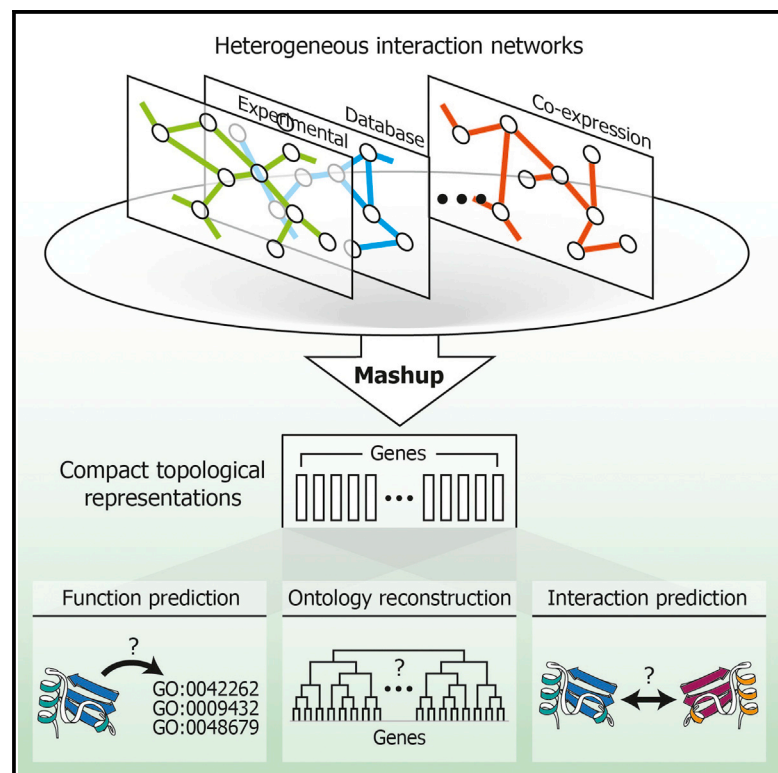 Heterogeneous interaction networks
Experimental
Database
Co-expression
Mashup
Compact topological
representations
Genes
Function prediction
?
GO:0042262
GO:0009432
GO:0048679
Ontology reconstruction
?
Genes
Interaction prediction
?